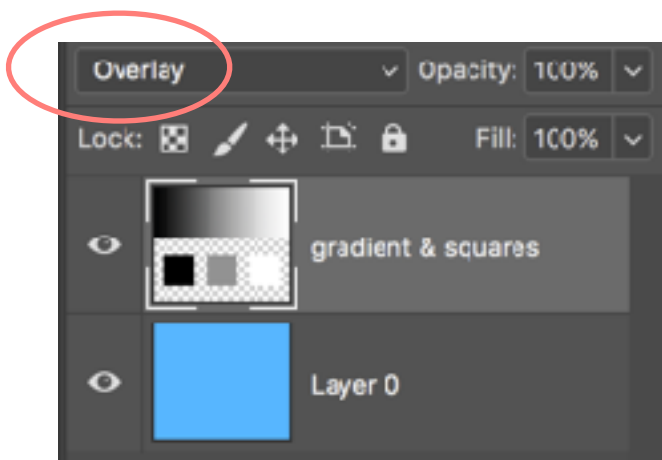 Overlay Opacity: 100%
Lock: Fill: 100%
gradient & squares
Layer 0